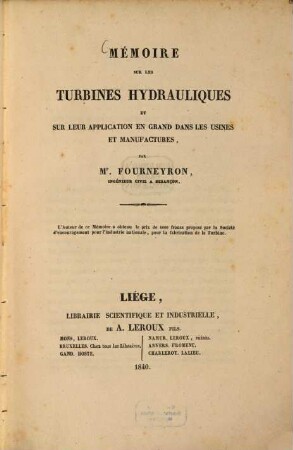 MÉMOIRE
SUR LES
TURBINES HYDRAULIQUES
ET
SUR LEUR APPLICATION EN GRAND DANS LES USINES
ET MANUFACTURES,
PAR
Mr. FOURNEYRON,
INGÉNIEUR CIVIL A BESANÇON.
L'Auteur de ce Mémoire a obtenu le prix de 6000 francs proposé par la Société
d'encouragement pour l'industrie nationale, pour la fabrication de la Turbine.
LIÉGE,
LIBRAIRIE SCIENTIFIQUE ET INDUSTRIELLE,
DE A. LEROUX FILS.
MONS, LEROUX.
BRUXELLES. Chez tous les Libraires.
GAND. HOSTE.
NAMUR, LEROUX, frères.
ANVERS. FROMENT.
CHARLEROY, LALIEU.
1840.